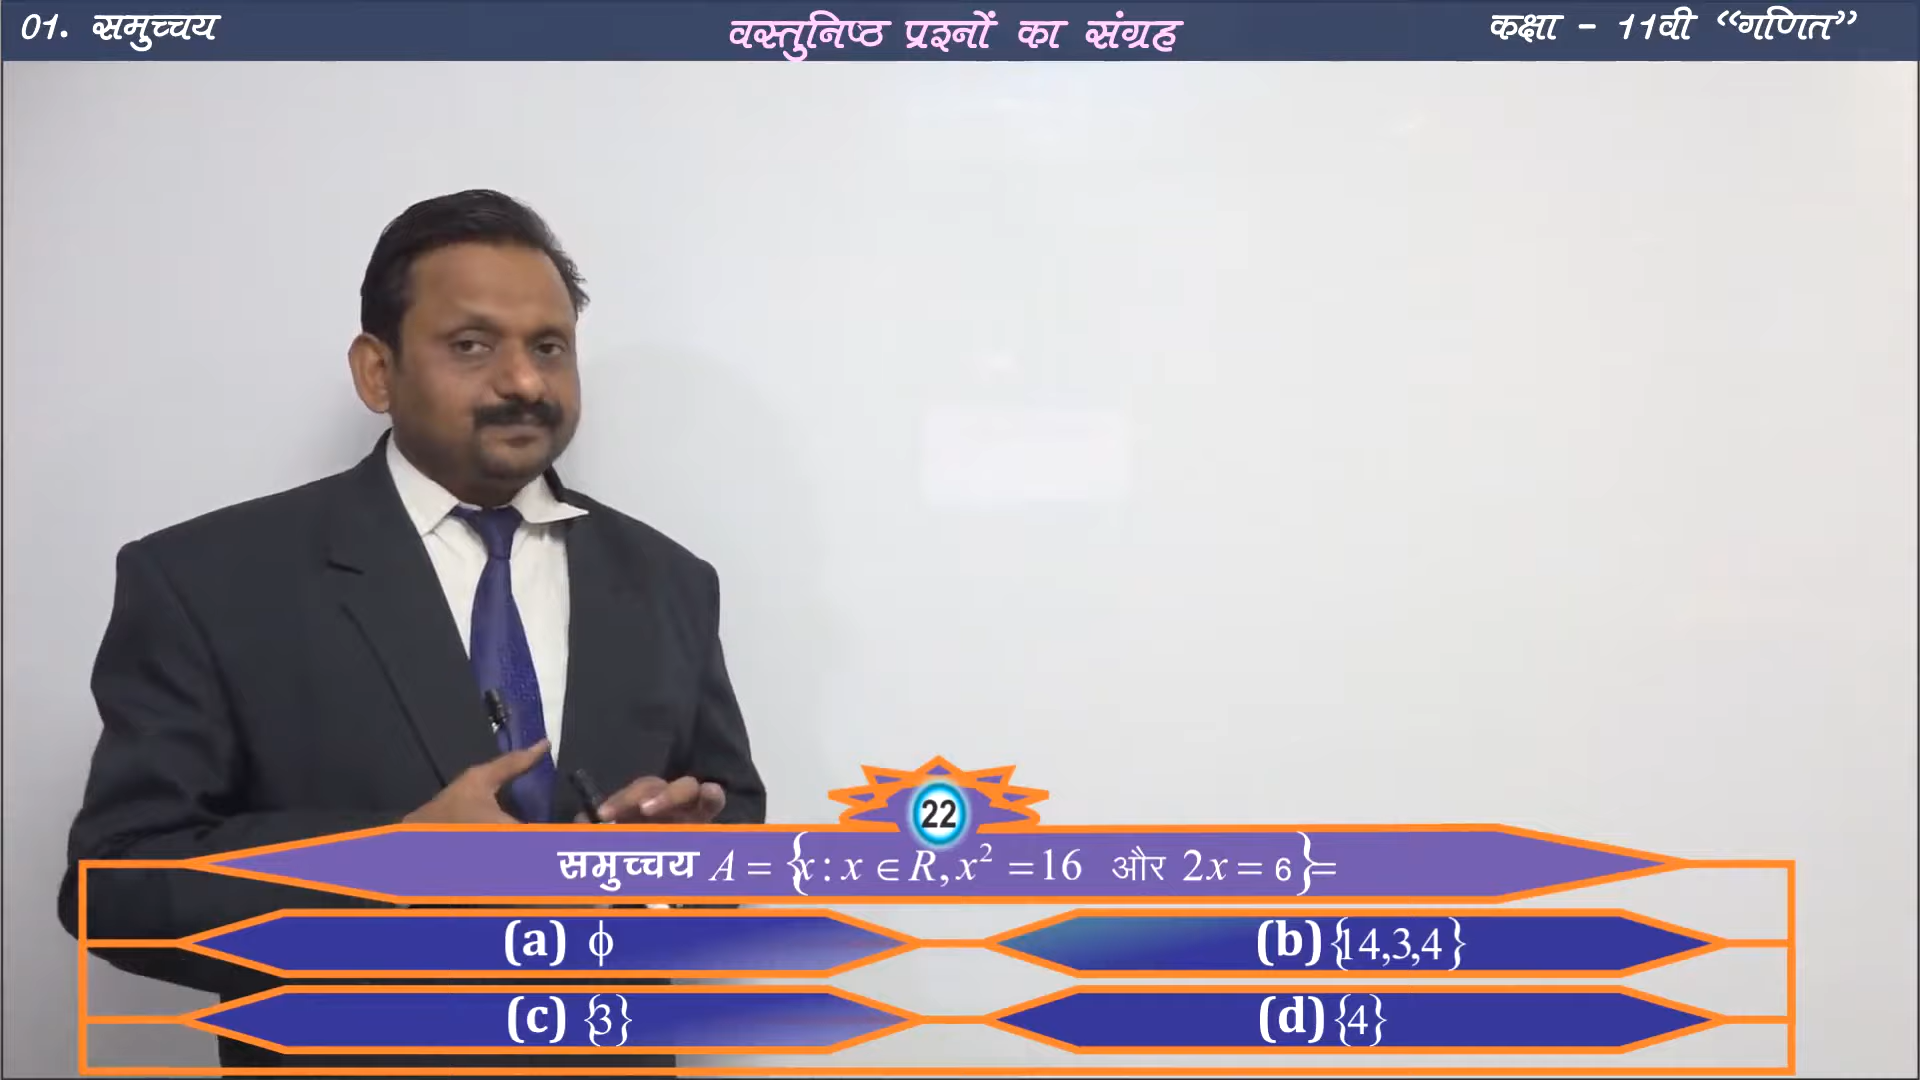 01. समुच्चय
वस्तुनिष्ठ प्रश्नों का संग्रह
कक्षा - 11वी “गणित”
22
समुच्चय A = {x : x ∈ R, x² = 16 और 2x = 6}=
(a) ϕ
(b) {14,3,4}
(c) {3}
(d) {4}